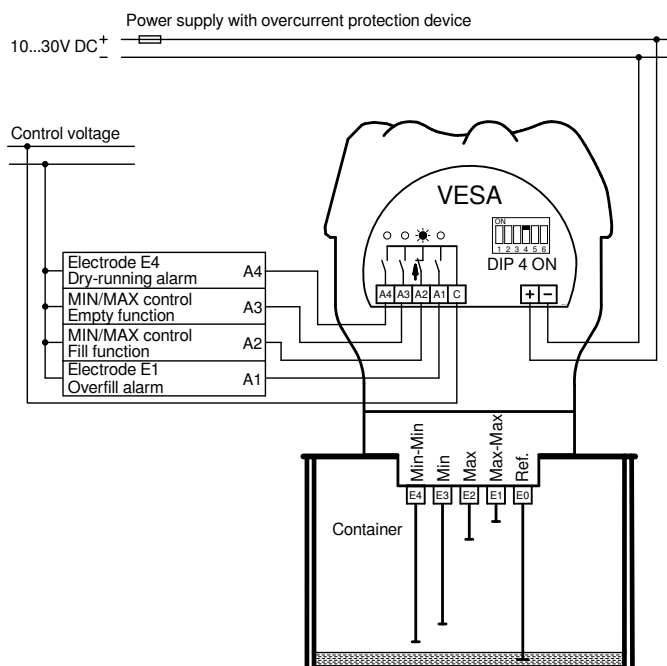 Power supply with overcurrent protection device
10...30V DC
+
−
Control voltage
VESA
ON
1 2 3 4 5 6
DIP 4 ON
Electrode E4
Dry-running alarm
A4
MIN/MAX control
Empty function
A3
MIN/MAX control
Fill function
A2
Electrode E1
Overfill alarm
A1
A4 A3 A2 A1 C
+ −
Min-Min
Min
Max
Max-Max
Ref.
E4 E3 E2 E1 E0
Container